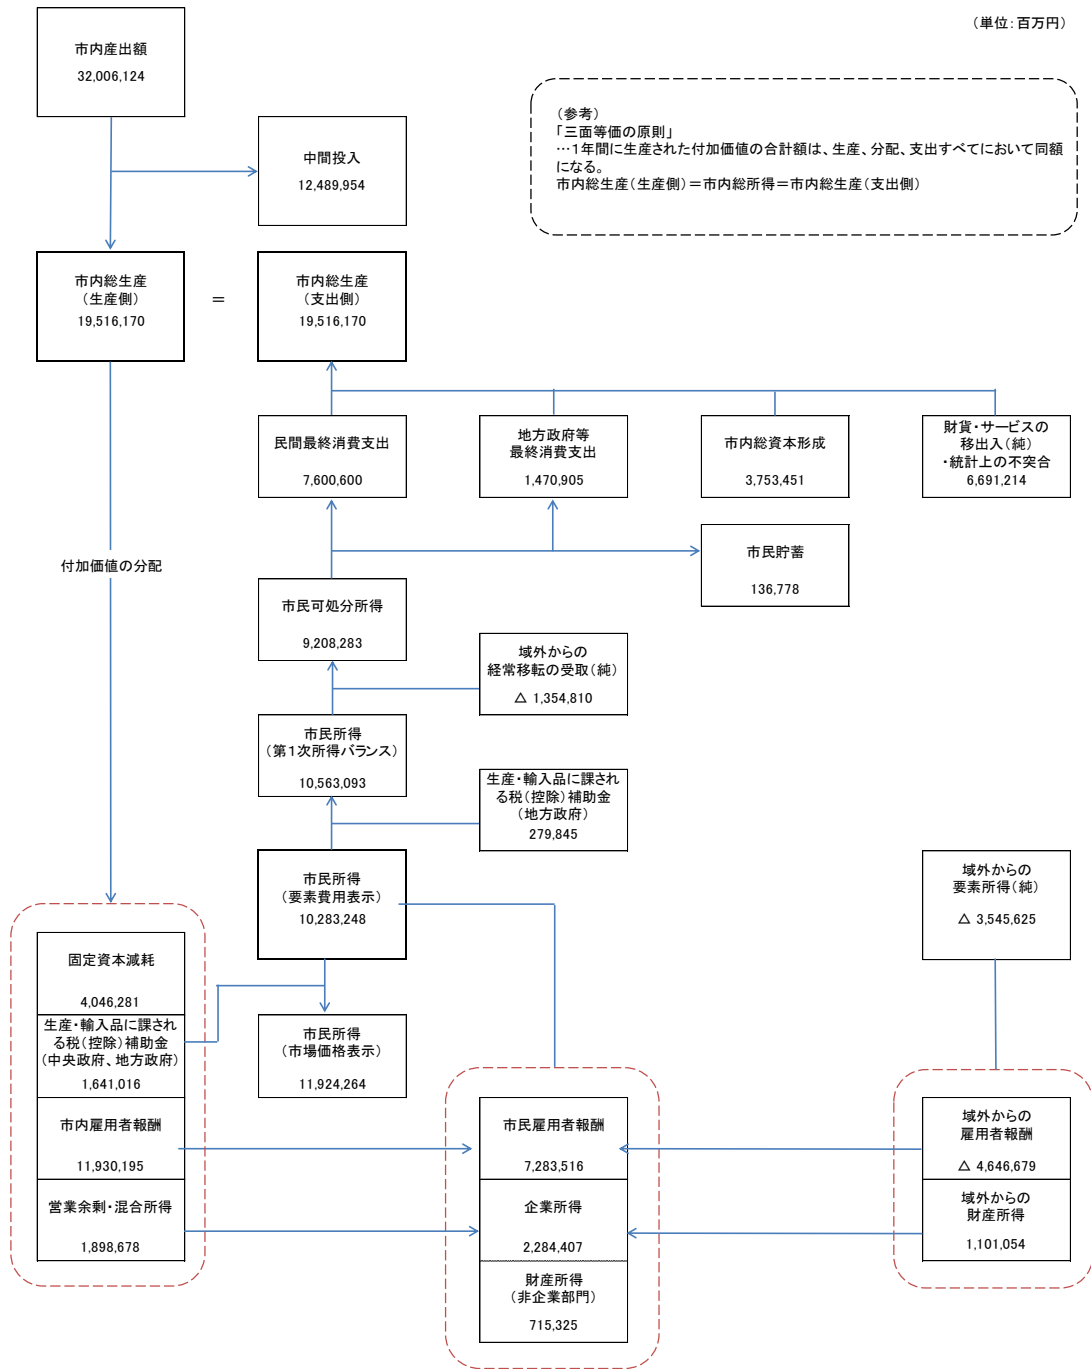 （単位：百万円）
市内産出額
32,006,124
（参考）
「三面等価の原則」
…１年間に生産された付加価値の合計額は、生産、分配、支出すべてにおいて同額
になる。
市内総生産（生産側）＝市内総所得＝市内総生産（支出側）
中間投入
12,489,954
市内総生産
（生産側）
19,516,170
＝
市内総生産
（支出側）
19,516,170
民間最終消費支出
7,600,600
地方政府等
最終消費支出
1,470,905
市内総資本形成
3,753,451
財貨・サービスの
移出入（純）
・統計上の不突合
6,691,214
付加価値の分配
市民貯蓄
136,778
市民可処分所得
9,208,283
域外からの
経常移転の受取（純）
△ 1,354,810
市民所得
（第１次所得バランス）
10,563,093
生産・輸入品に課され
る税（控除）補助金
（地方政府）
279,845
市民所得
（要素費用表示）
10,283,248
域外からの
要素所得（純）
△ 3,545,625
固定資本減耗
4,046,281
生産・輸入品に課され
る税（控除）補助金
（中央政府、地方政府）
1,641,016
市民所得
（市場価格表示）
11,924,264
市内雇用者報酬
11,930,195
市民雇用者報酬
7,283,516
域外からの
雇用者報酬
△ 4,646,679
営業余剰・混合所得
1,898,678
企業所得
2,284,407
域外からの
財産所得
1,101,054
財産所得
（非企業部門）
715,325